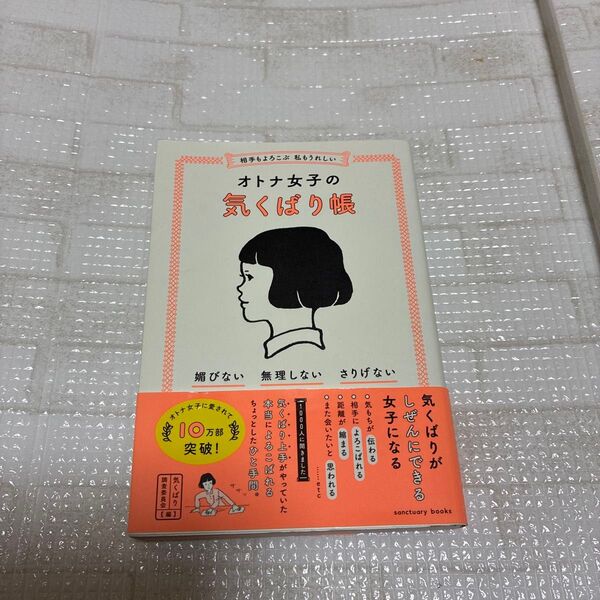 相手もよろこぶ 私もうれしい
オトナ女子の
気くばり帳
媚びない 無理しない さりげない
気くばりが
しぜんにできる
女子になる
・気もちが 伝わる
・相手に よろこばれる
・距離が 縮まる
・また会いたいと 思われる
……etc
1000人に聞きました
気くばり上手がやっていた
本当によろこばれる
ちょっとしたひと手間。
オトナ女子に愛されて
10万部
突破!
気くばり
調査委員会
【編】
sanctuary books